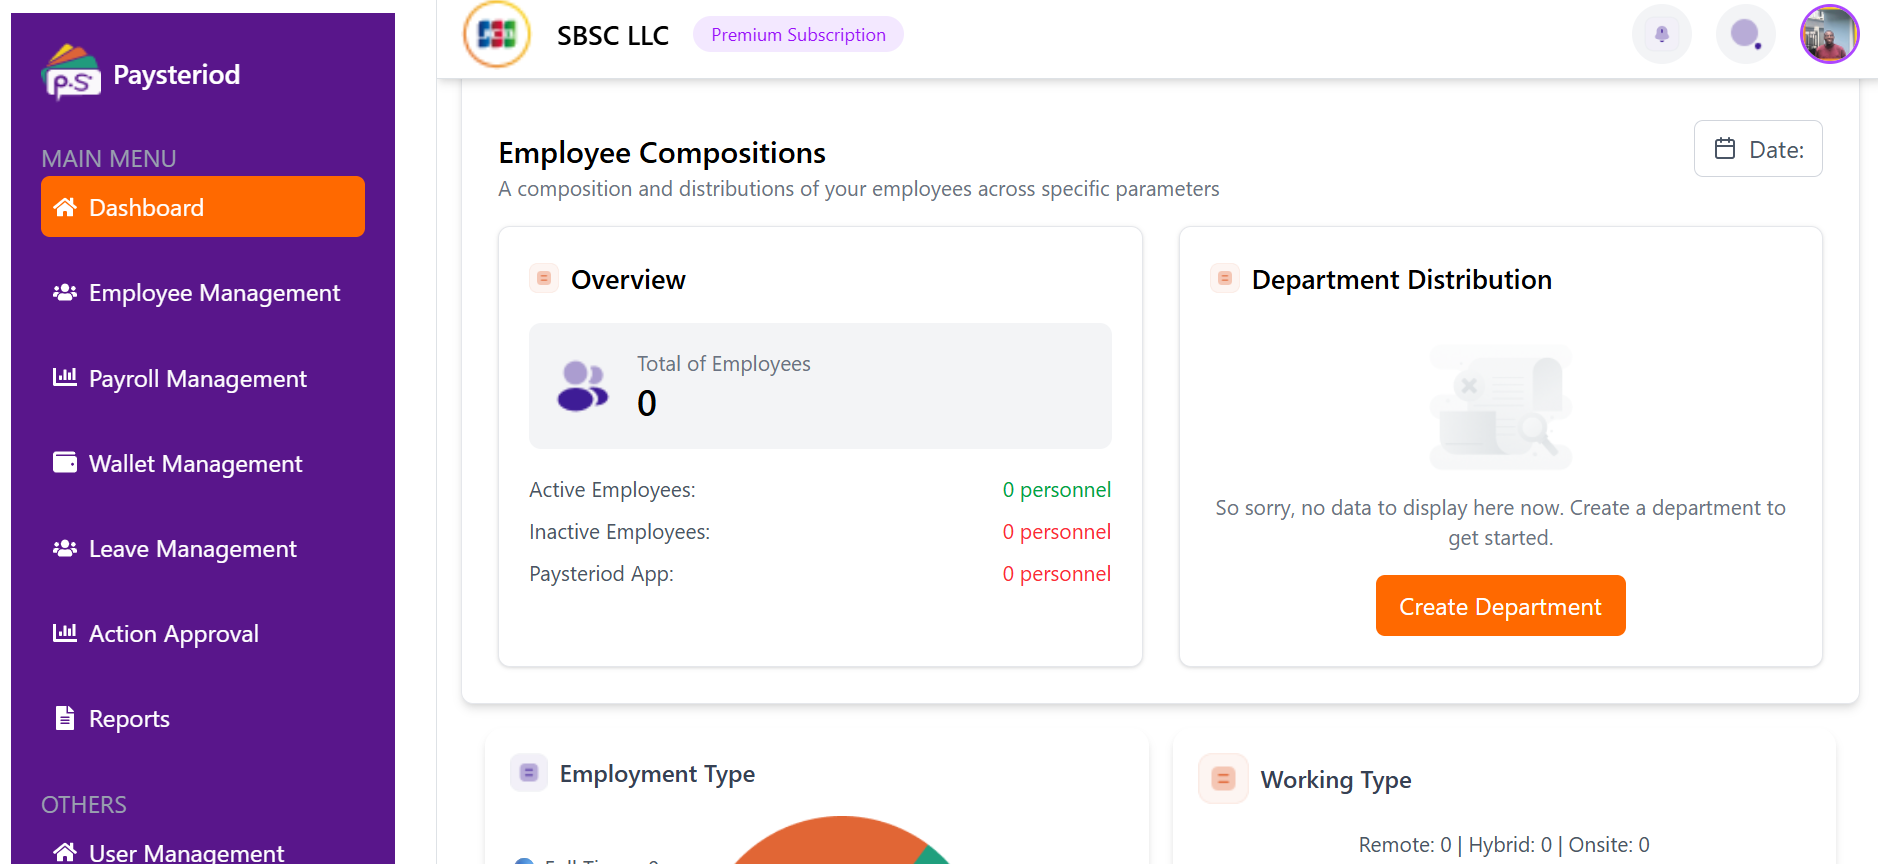 p.s
Paysteriod
MAIN MENU
Dashboard
Employee Management
Payroll Management
Wallet Management
Leave Management
Action Approval
Reports
OTHERS
User Management
SBSC LLC
Premium Subscription
Employee Compositions
A composition and distributions of your employees across specific parameters
Date:
Overview
Total of Employees
0
Active Employees: 0 personnel
Inactive Employees: 0 personnel
Paysteriod App: 0 personnel
Department Distribution
So sorry, no data to display here now. Create a department to
get started.
Create Department
Employment Type
Working Type
Remote: 0 | Hybrid: 0 | Onsite: 0